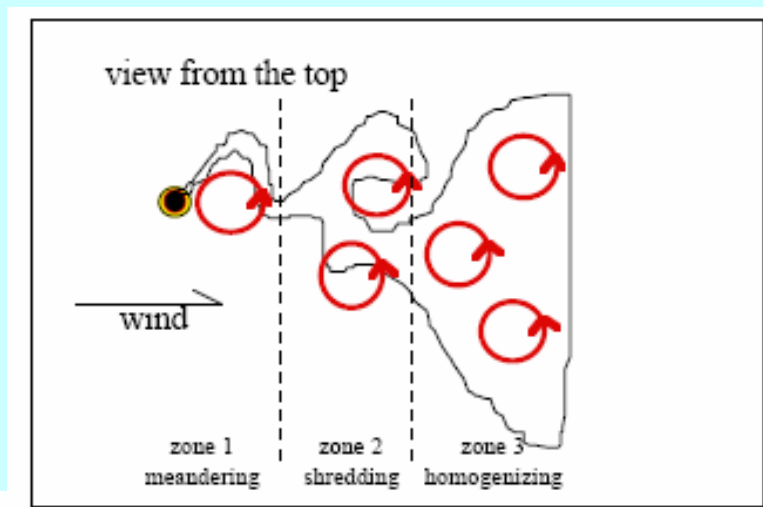 view from the top
wind
zone 1 zone 2 zone 3
meandering shredding homogenizing